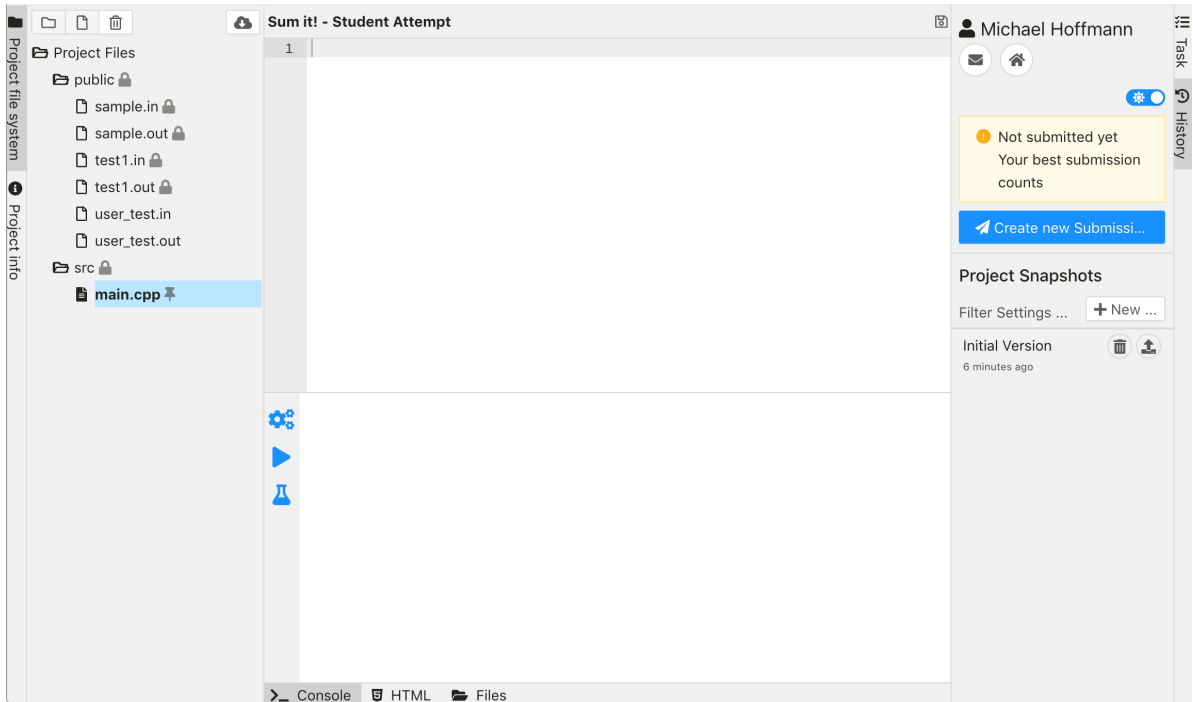 Project file system
Project info
Project Files
public
sample.in
sample.out
test1.in
test1.out
user_test.in
user_test.out
src
main.cpp
Sum it! - Student Attempt
1
Console
HTML
Files
Michael Hoffmann
Not submitted yet
Your best submission
counts
Create new Submissi...
Project Snapshots
Filter Settings ...
New ...
Initial Version
6 minutes ago
Task
History